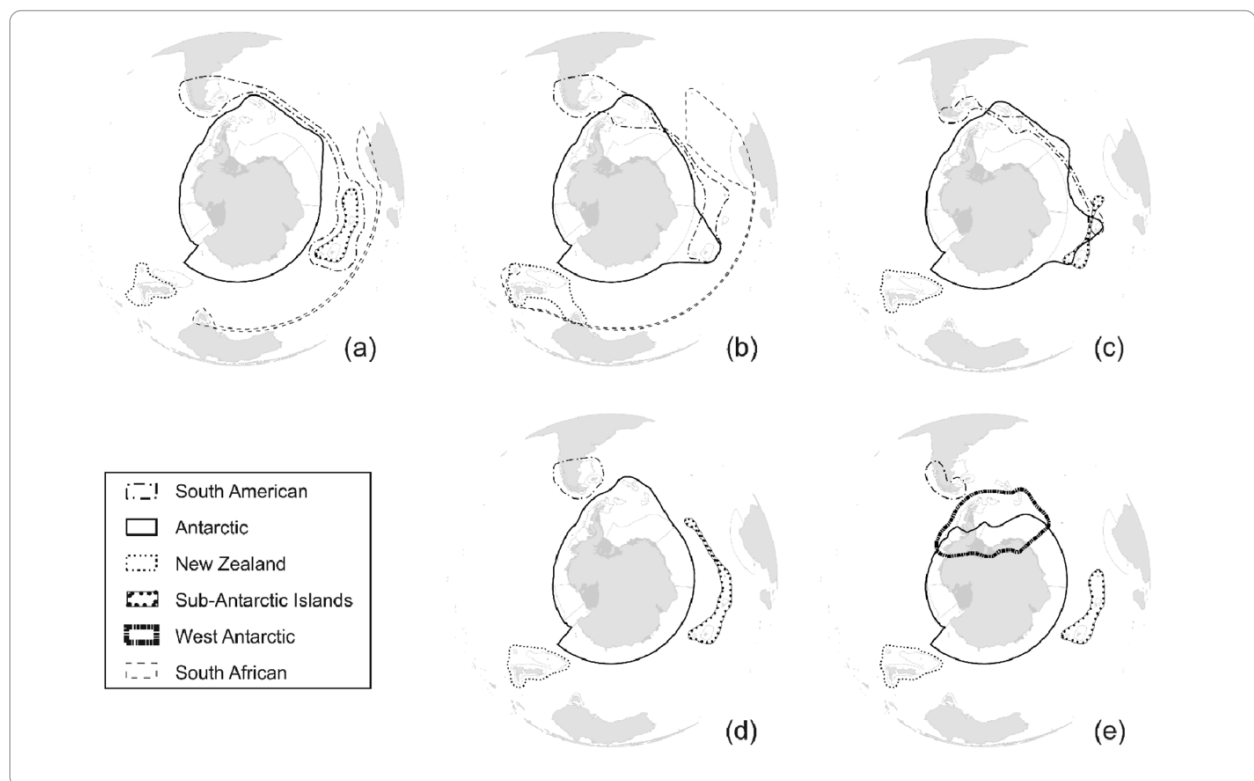 (a)
(b)
(c)
South American
Antarctic
New Zealand
Sub-Antarctic Islands
West Antarctic
South African
(d)
(e)